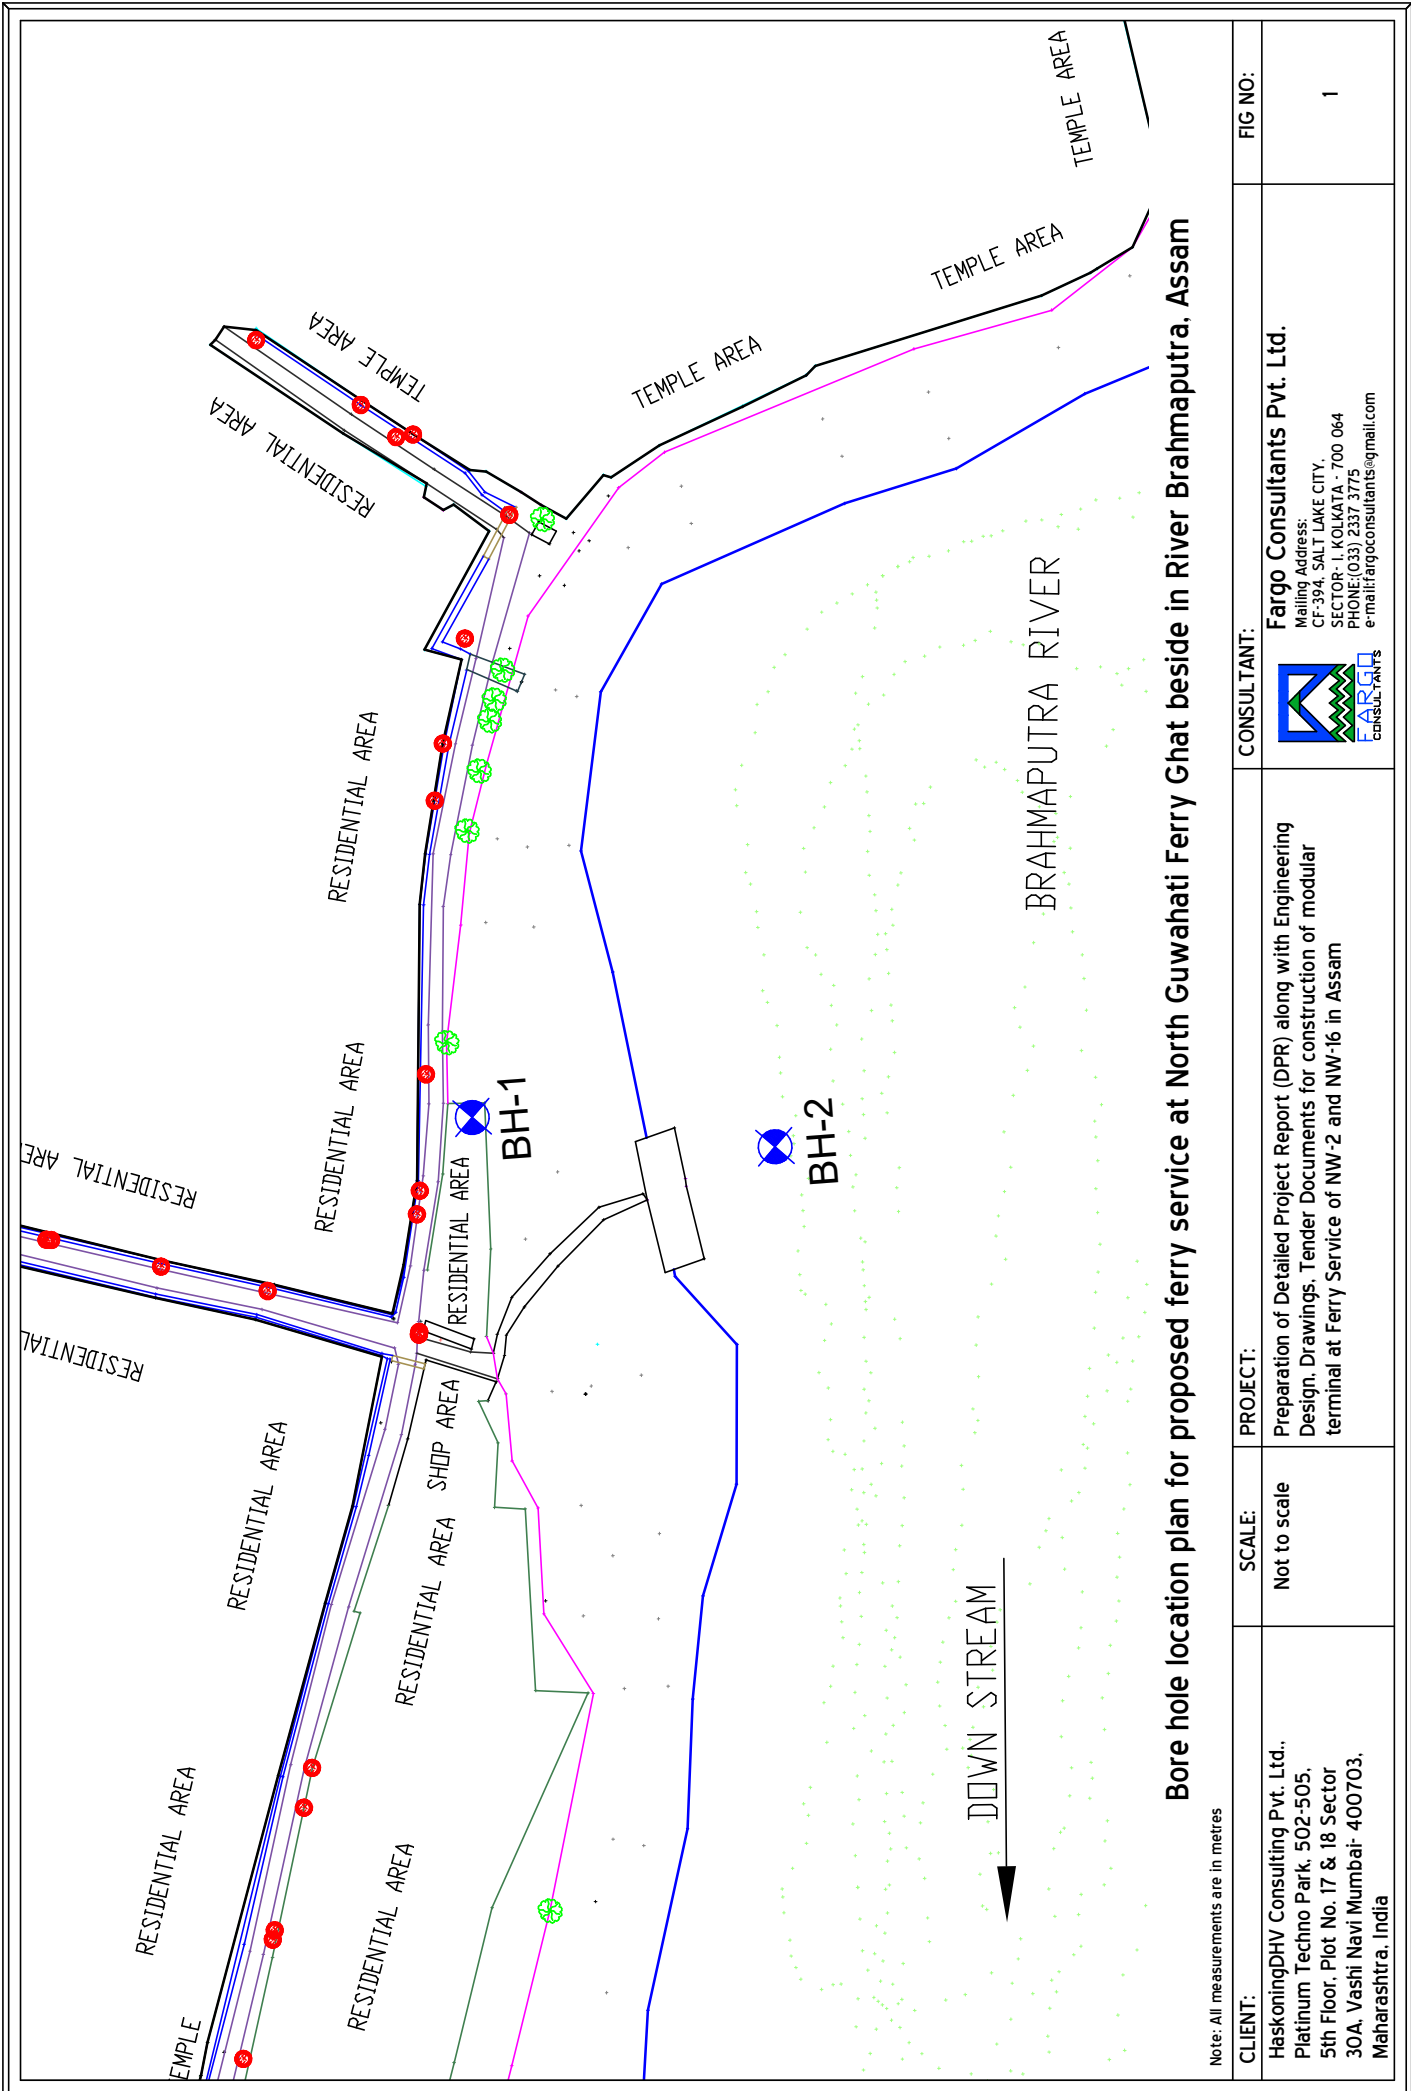 RESIDENTIAL
RESIDENTIAL ARE
RESIDENTIAL AREA
TEMPLE AREA
EMPLE
RESIDENTIAL AREA
RESIDENTIAL AREA
RESIDENTIAL AREA
RESIDENTIAL AREA
RESIDENTIAL AREA
RESIDENTIAL AREA
SHOP AREA
RESIDENTIAL AREA
BH-1
TEMPLE AREA
BH-2
TEMPLE AREA
TEMPLE AREA
DOWN STREAM
BRAHMAPUTRA RIVER
Bore hole location plan for proposed ferry service at North Guwahati Ferry Ghat beside in River Brahmaputra, Assam
Note: All measurements are in metres
CLIENT:
HaskoningDHV Consulting Pvt. Ltd.,
Platinum Techno Park, 502-505,
5th Floor, Plot No. 17 & 18 Sector
30A, Vashi Navi Mumbai- 400703,
Maharashtra, India
SCALE:
Not to scale
PROJECT:
Preparation of Detailed Project Report (DPR) along with Engineering
Design, Drawings, Tender Documents for construction of modular
terminal at Ferry Service of NW-2 and NW-16 in Assam
CONSULTANT:
FARGO
CONSULTANTS
Fargo Consultants Pvt. Ltd.
Mailing Address:
CF-394, SALT LAKE CITY,
SECTOR- I, KOLKATA - 700 064
PHONE:(033) 2337 3775
e-mail:fargoconsultants@gmail.com
FIG NO:
1